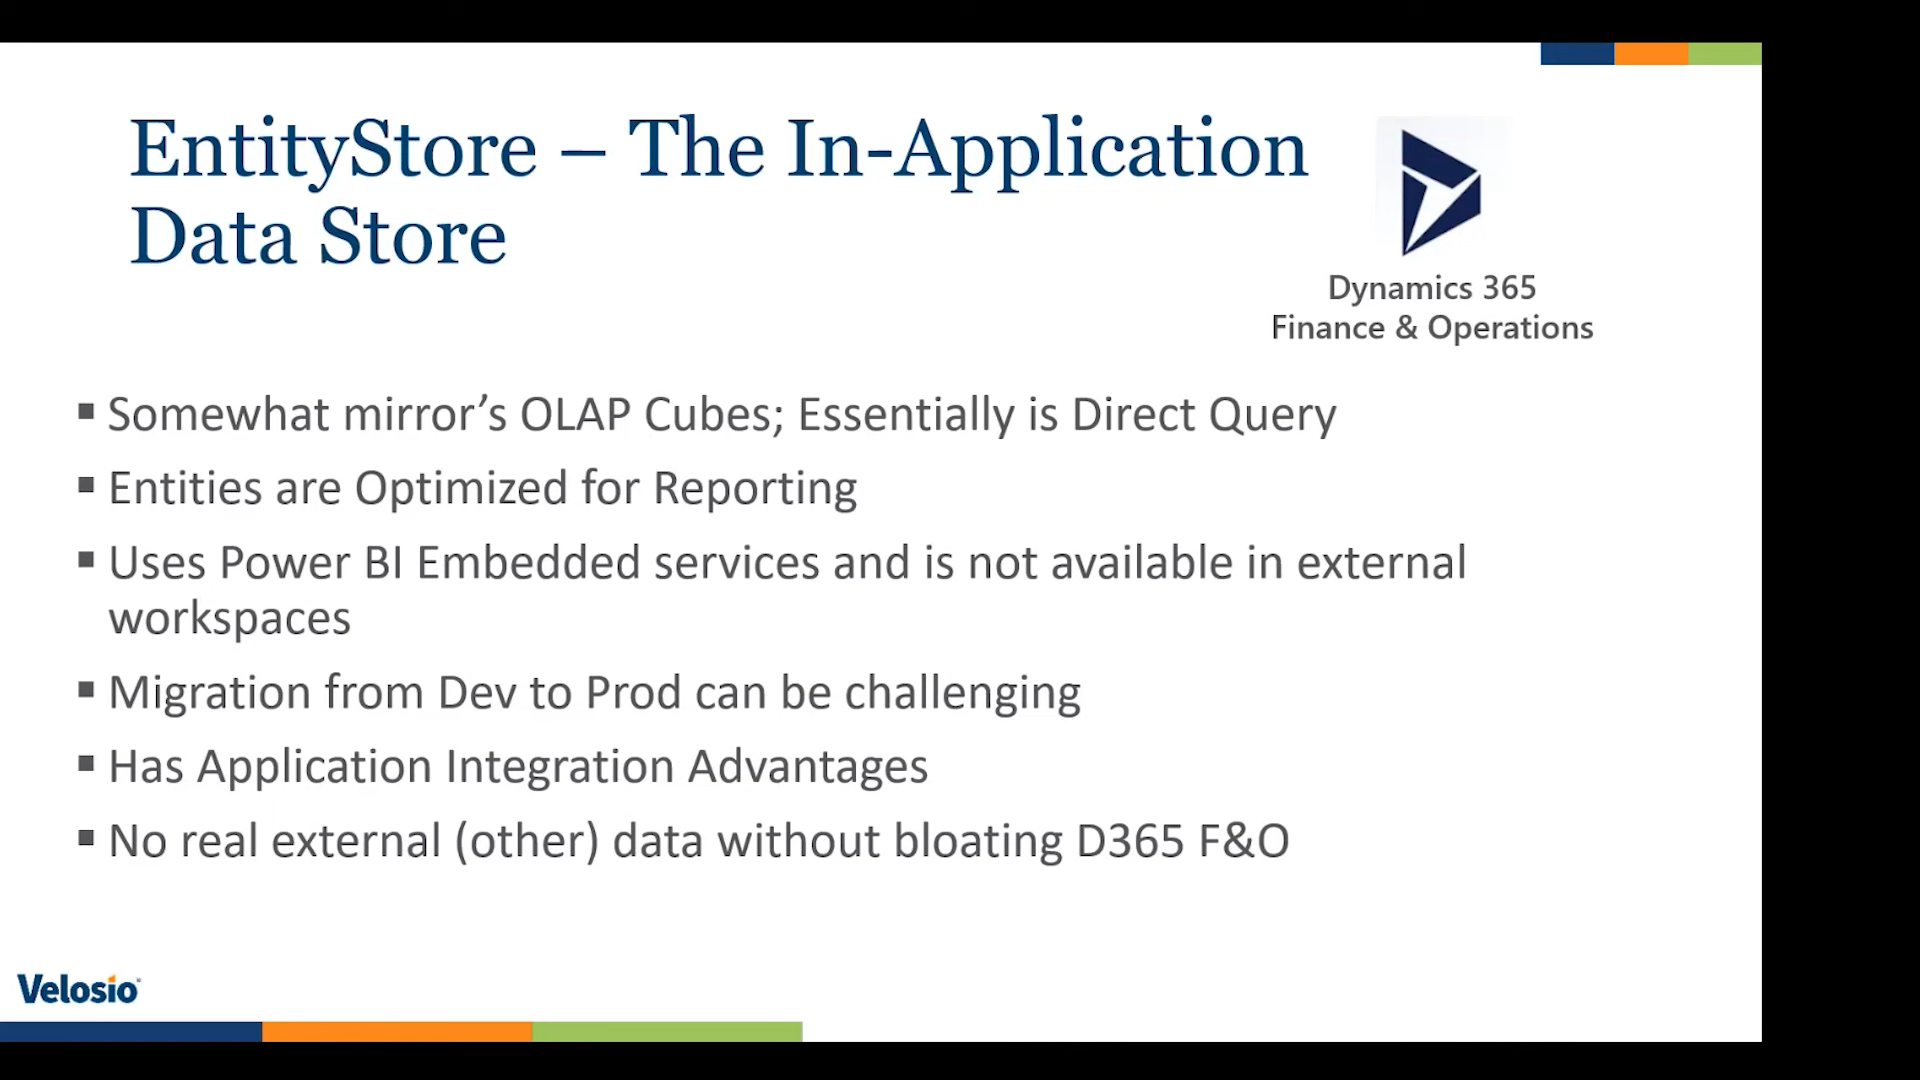 EntityStore – The In-Application
Data Store
Dynamics 365
Finance & Operations
▪ Somewhat mirror’s OLAP Cubes; Essentially is Direct Query
▪ Entities are Optimized for Reporting
▪ Uses Power BI Embedded services and is not available in external
workspaces
▪ Migration from Dev to Prod can be challenging
▪ Has Application Integration Advantages
▪ No real external (other) data without bloating D365 F&O
Velosio